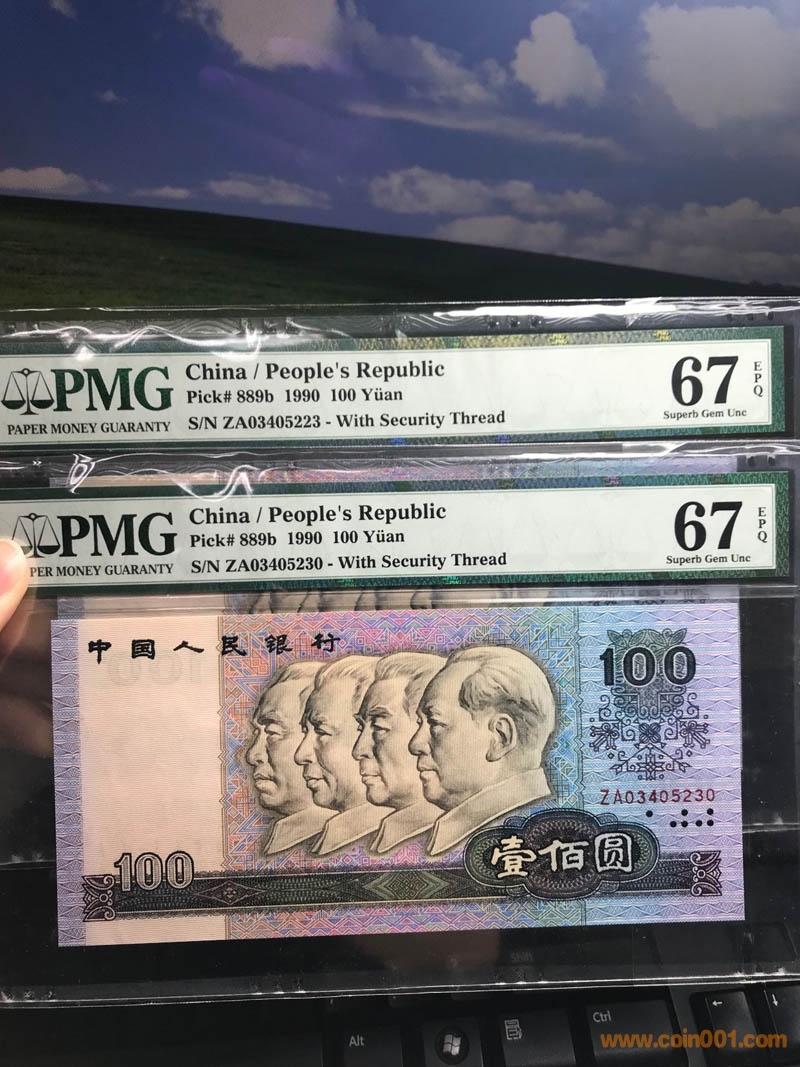 PMG
PAPER MONEY GUARANTY
China / People's Republic
Pick# 889b 1990 100 Yüan
S/N ZA03405223 - With Security Thread
67
EPQ
Superb Gem Unc
PMG
PER MONEY GUARANTY
China / People's Republic
Pick# 889b 1990 100 Yüan
S/N ZA03405230 - With Security Thread
67
EPQ
Superb Gem Unc
中国人民银行
100
ZA03405230
壹佰圆
100
Shift
Alt
Ctrl
www.coin001.com